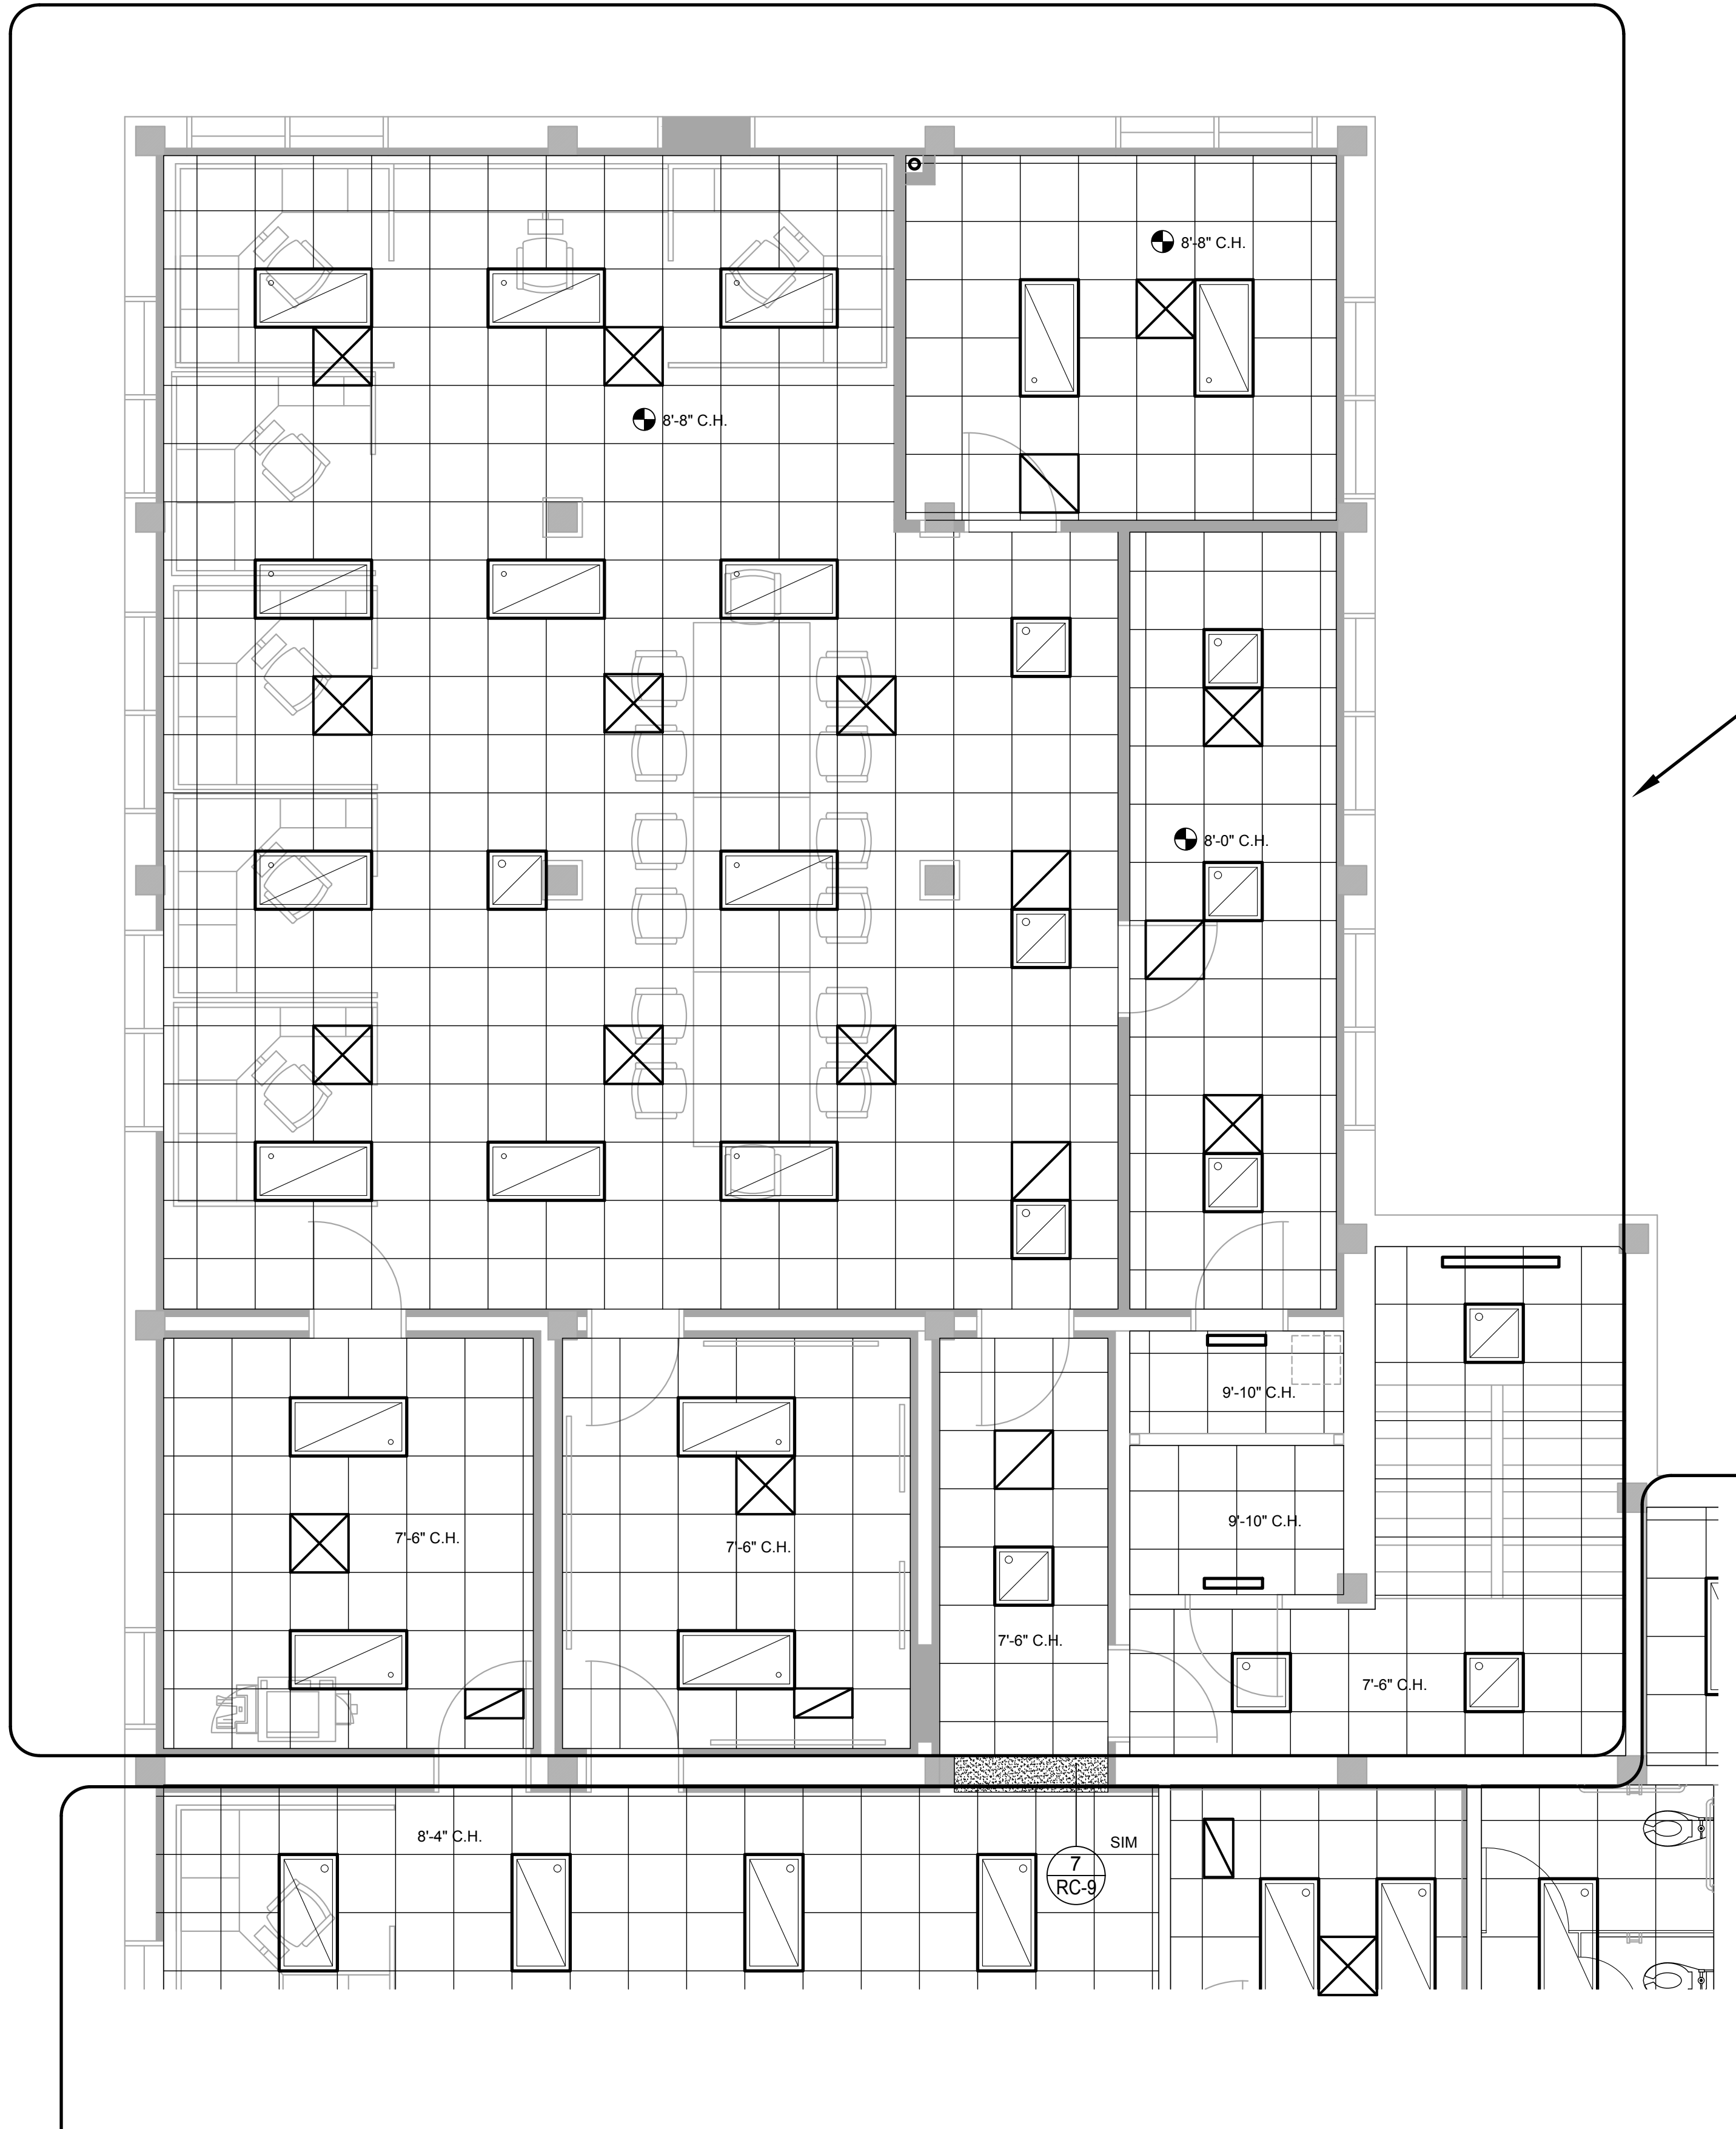 8'-8" C.H.
8'-8" C.H.
8'-0" C.H.
9'-10" C.H.
9'-10" C.H.
7'-6" C.H.
7'-6" C.H.
7'-6" C.H.
7'-6" C.H.
8'-4" C.H.
SIM
7
RC-9